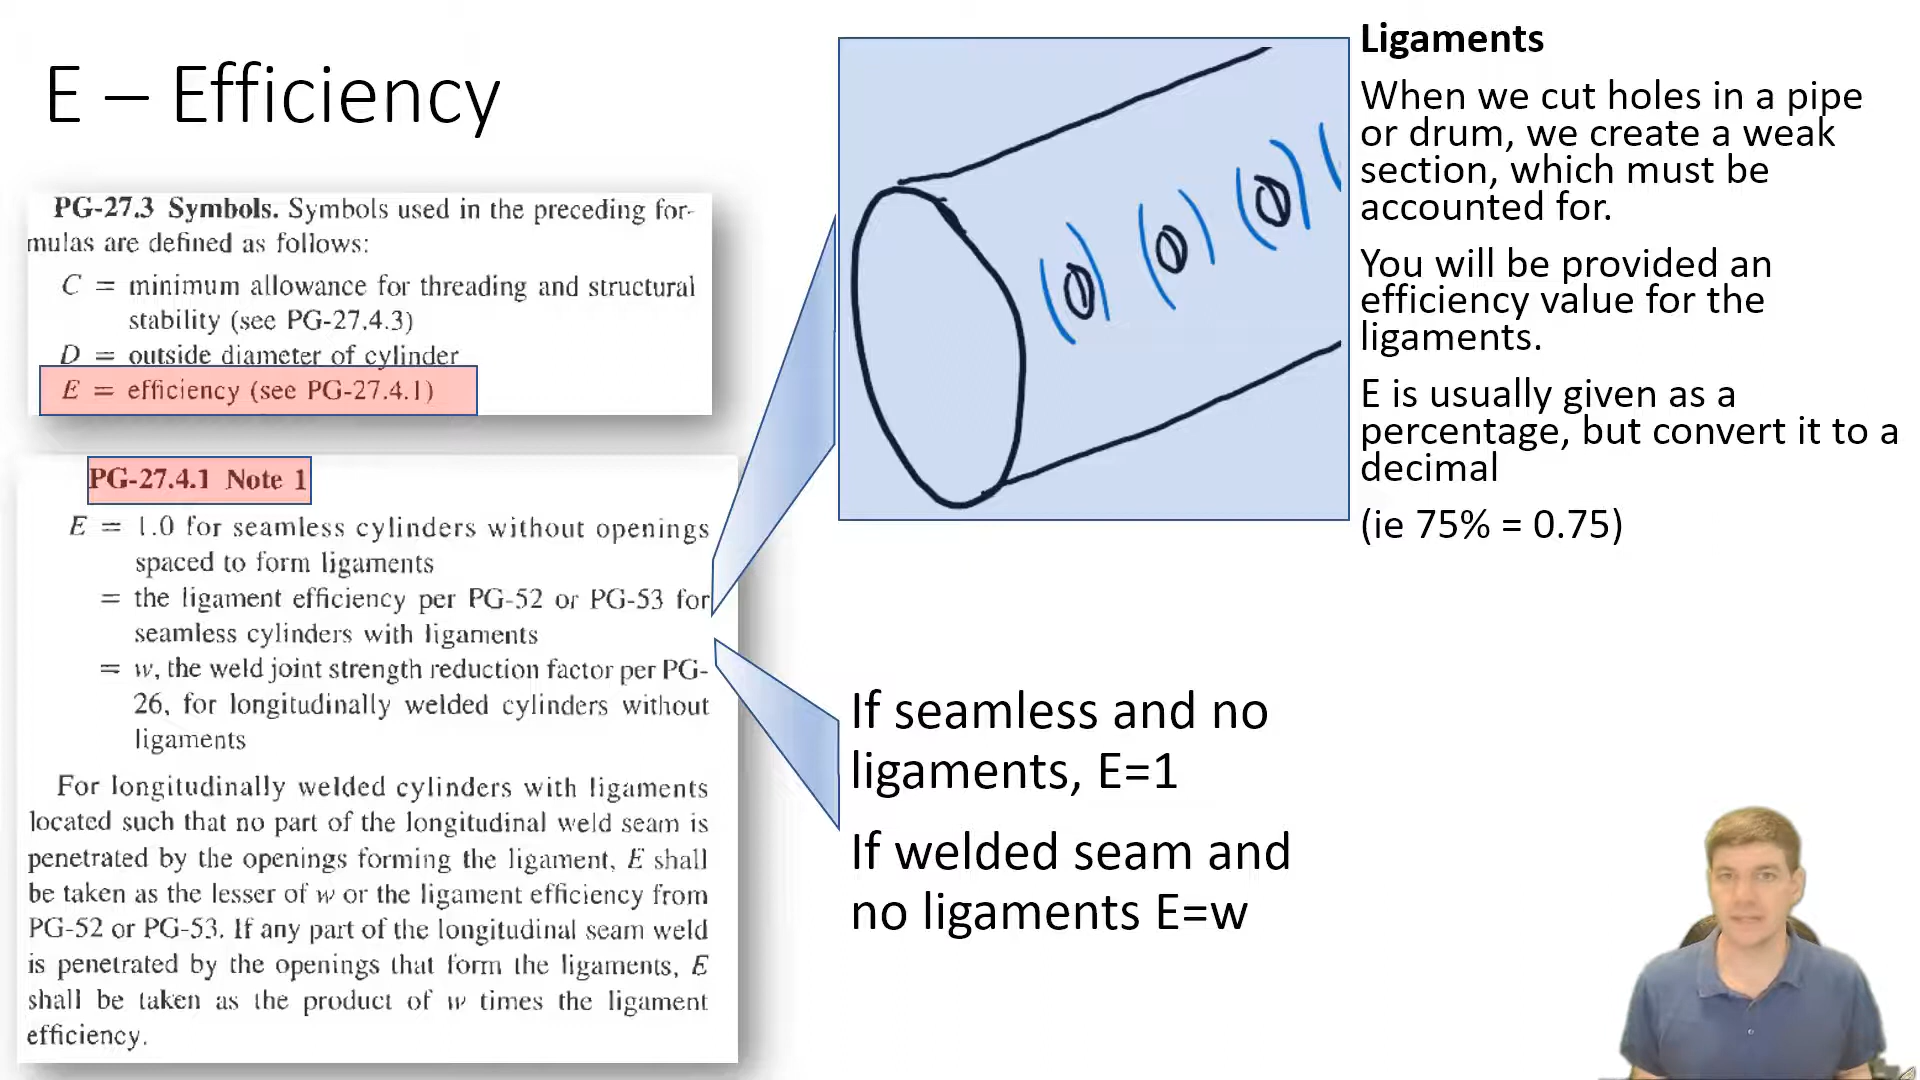 E – Efficiency
PG-27.3 Symbols. Symbols used in the preceding for-
mulas are defined as follows:
C = minimum allowance for threading and structural
stability (see PG-27.4.3)
D = outside diameter of cylinder
E = efficiency (see PG-27.4.1)
PG-27.4.1 Note 1
E = 1.0 for seamless cylinders without openings
spaced to form ligaments
= the ligament efficiency per PG-52 or PG-53 for
seamless cylinders with ligaments
= w, the weld joint strength reduction factor per PG-
26, for longitudinally welded cylinders without
ligaments
For longitudinally welded cylinders with ligaments
located such that no part of the longitudinal weld seam is
penetrated by the openings forming the ligament, E shall
be taken as the lesser of w or the ligament efficiency from
PG-52 or PG-53. If any part of the longitudinal seam weld
is penetrated by the openings that form the ligaments, E
shall be taken as the product of w times the ligament
efficiency.
Ligaments
When we cut holes in a pipe
or drum, we create a weak
section, which must be
accounted for.
You will be provided an
efficiency value for the
ligaments.
E is usually given as a
percentage, but convert it to a
decimal
(ie 75% = 0.75)
If seamless and no
ligaments, E=1
If welded seam and
no ligaments E=w